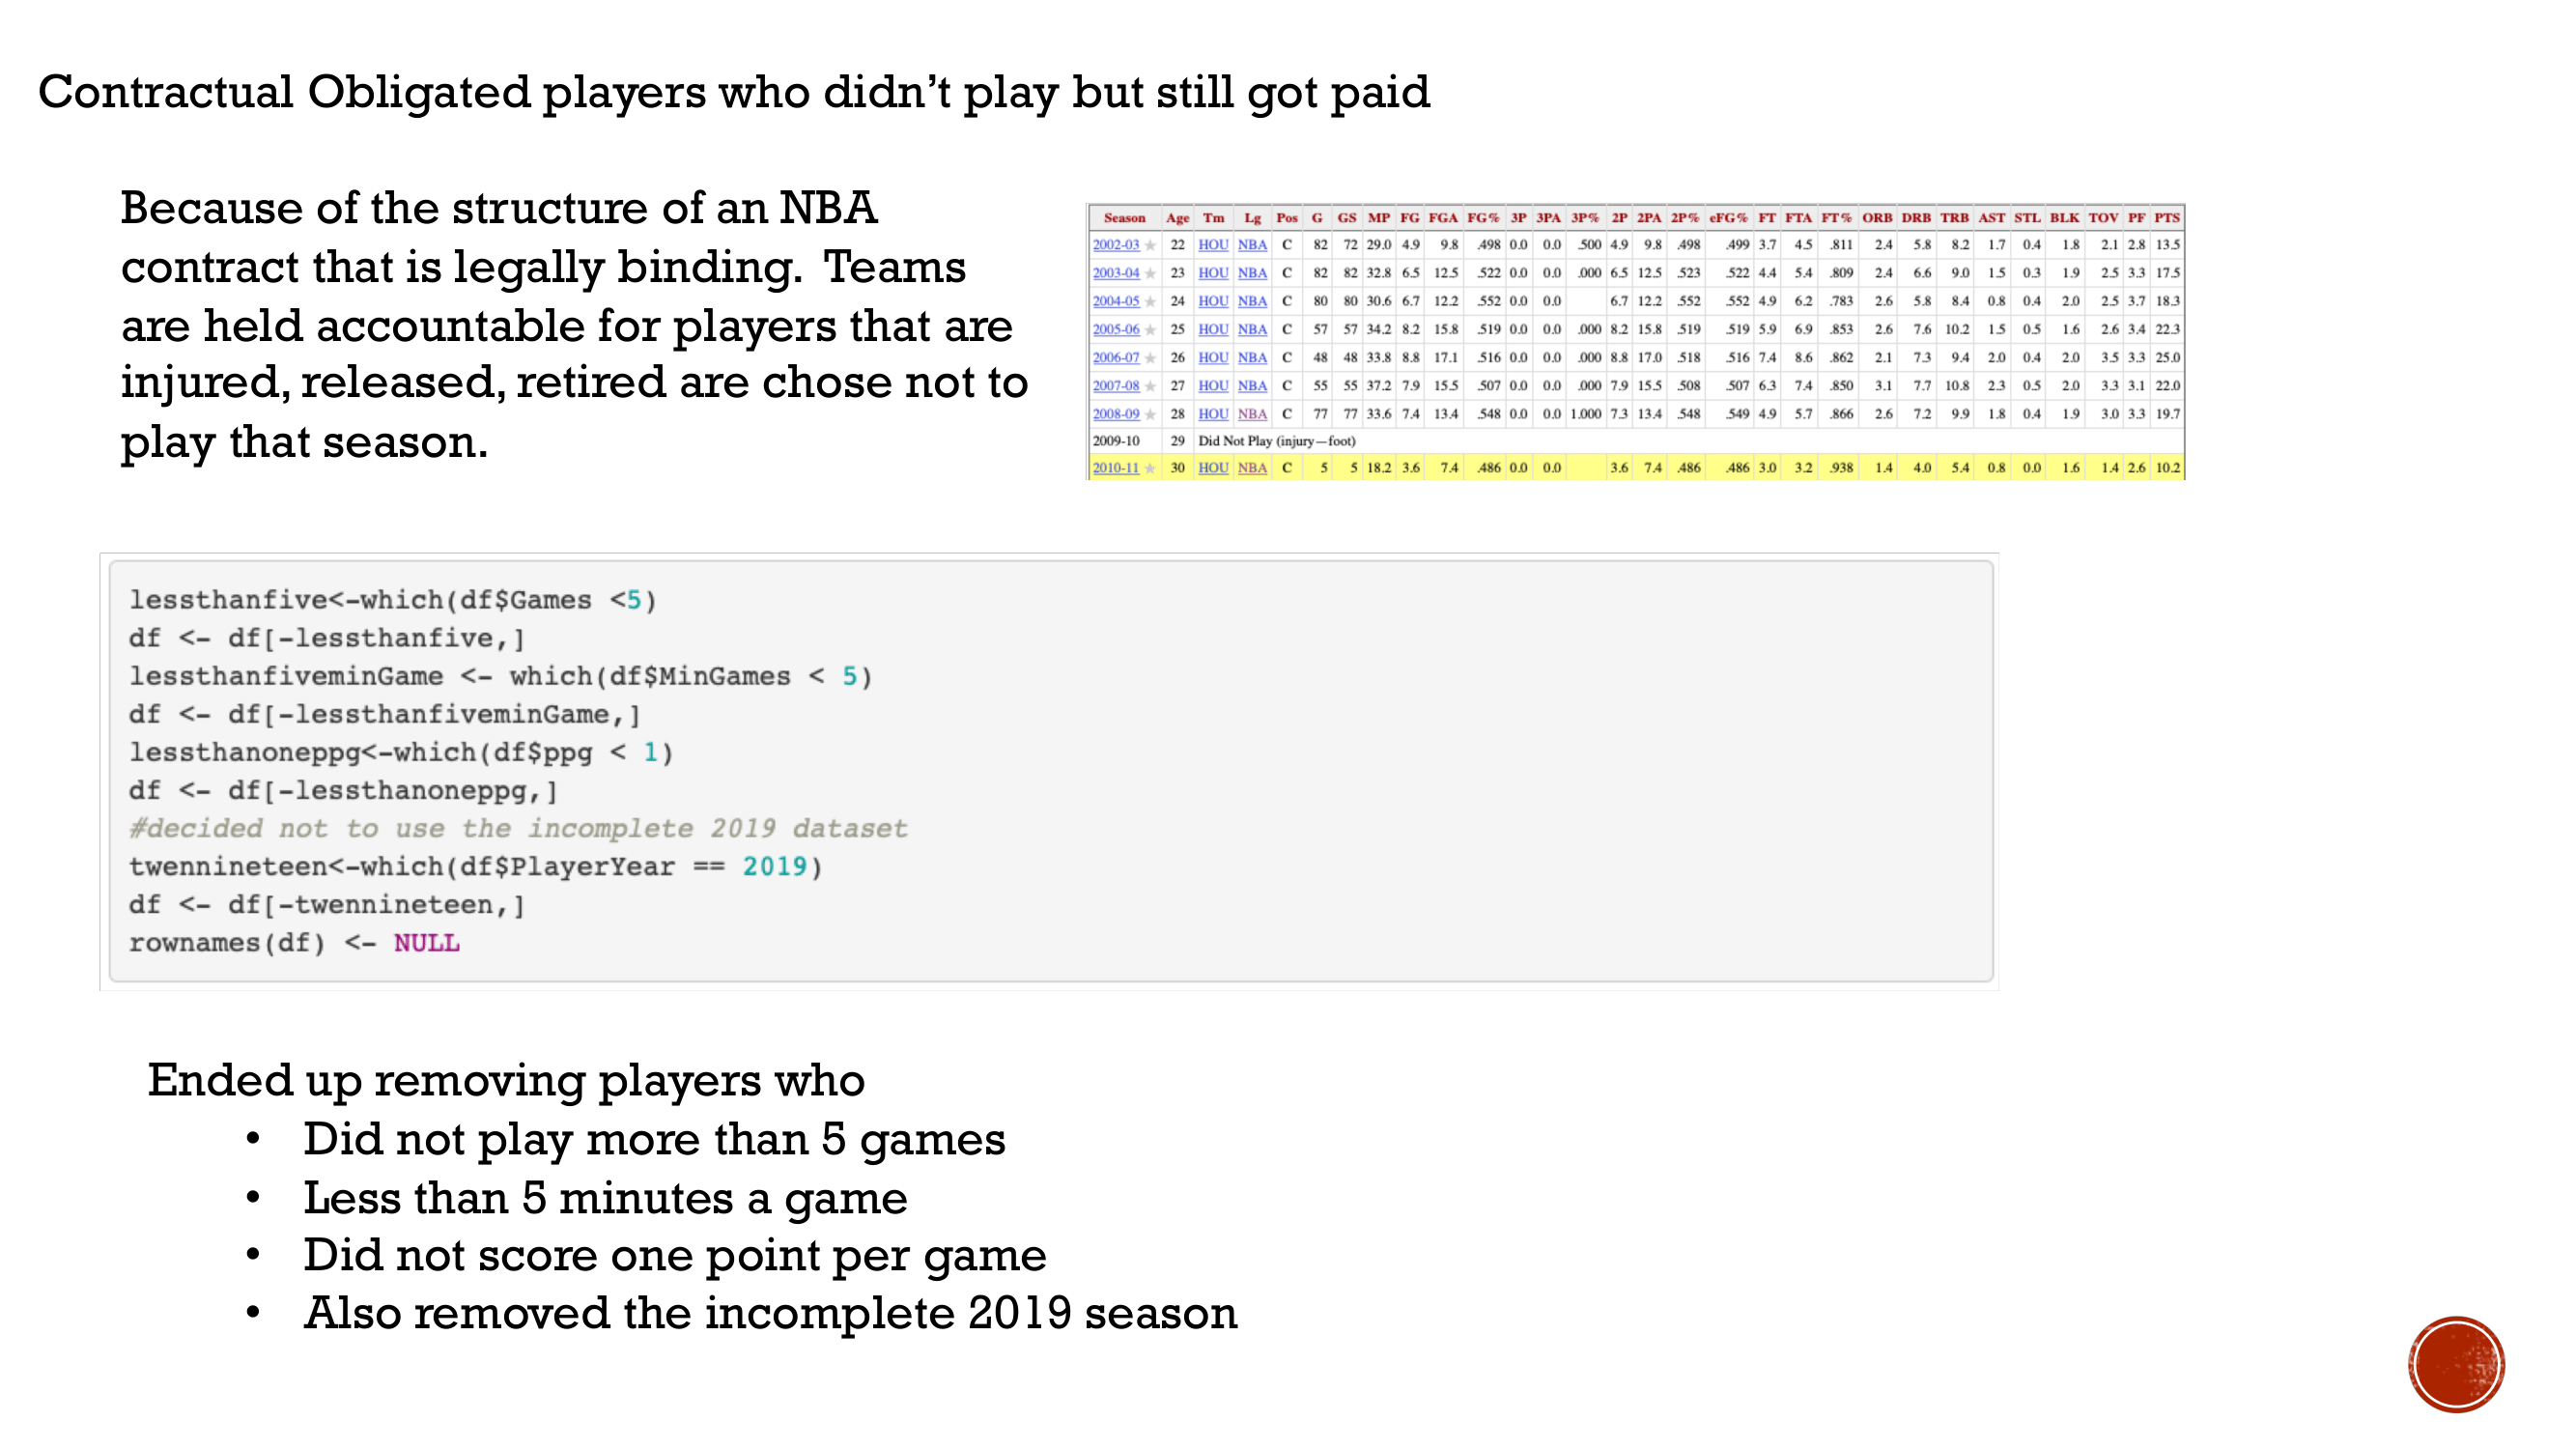 Contractual Obligated players who didn’t play but still got paid
Because of the structure of an NBA
contract that is legally binding.  Teams
are held accountable for players that are
injured, released, retired are chose not to
play that season.
Season Age Tm Lg Pos G GS MP FG FGA FG% 3P 3PA 3P% 2P 2PA 2P% eFG% FT FTA FT% ORB DRB TRB AST STL BLK TOV PF PTS
2002-03 ★ 22 HOU NBA C 82 72 29.0 4.9 9.8 .498 0.0 0.0 .500 4.9 9.8 .498 .499 3.7 4.5 .811 2.4 5.8 8.2 1.7 0.4 1.8 2.1 2.8 13.5
2003-04 ★ 23 HOU NBA C 82 82 32.8 6.5 12.5 .522 0.0 0.0 .000 6.5 12.5 .523 .522 4.4 5.4 .809 2.4 6.6 9.0 1.5 0.3 1.9 2.5 3.3 17.5
2004-05 ★ 24 HOU NBA C 80 80 30.6 6.7 12.2 .552 0.0 0.0 6.7 12.2 .552 .552 4.9 6.2 .783 2.6 5.8 8.4 0.8 0.4 2.0 2.5 3.7 18.3
2005-06 ★ 25 HOU NBA C 57 57 34.2 8.2 15.8 .519 0.0 0.0 .000 8.2 15.8 .519 .519 5.9 6.9 .853 2.6 7.6 10.2 1.5 0.5 1.6 2.6 3.4 22.3
2006-07 ★ 26 HOU NBA C 48 48 33.8 8.8 17.1 .516 0.0 0.0 .000 8.8 17.0 .518 .516 7.4 8.6 .862 2.1 7.3 9.4 2.0 0.4 2.0 3.5 3.3 25.0
2007-08 ★ 27 HOU NBA C 55 55 37.2 7.9 15.5 .507 0.0 0.0 .000 7.9 15.5 .508 .507 6.3 7.4 .850 3.1 7.7 10.8 2.3 0.5 2.0 3.3 3.1 22.0
2008-09 ★ 28 HOU NBA C 77 77 33.6 7.4 13.4 .548 0.0 0.0 1.000 7.3 13.4 .548 .549 4.9 5.7 .866 2.6 7.2 9.9 1.8 0.4 1.9 3.0 3.3 19.7
2009-10 29 Did Not Play (injury—foot)
2010-11 ★ 30 HOU NBA C 5 5 18.2 3.6 7.4 .486 0.0 0.0 3.6 7.4 .486 .486 3.0 3.2 .938 1.4 4.0 5.4 0.8 0.0 1.6 1.4 2.6 10.2
lessthanfive<-which(df$Games <5)
df <- df[-lessthanfive,]
lessthanfiveminGame <- which(df$MinGames < 5)
df <- df[-lessthanfiveminGame,]
lessthanoneppg<-which(df$ppg < 1)
df <- df[-lessthanoneppg,]
#decided not to use the incomplete 2019 dataset
twennineteen<-which(df$PlayerYear == 2019)
df <- df[-twennineteen,]
rownames(df) <- NULL
Ended up removing players who
• Did not play more than 5 games
• Less than 5 minutes a game
• Did not score one point per game
• Also removed the incomplete 2019 season